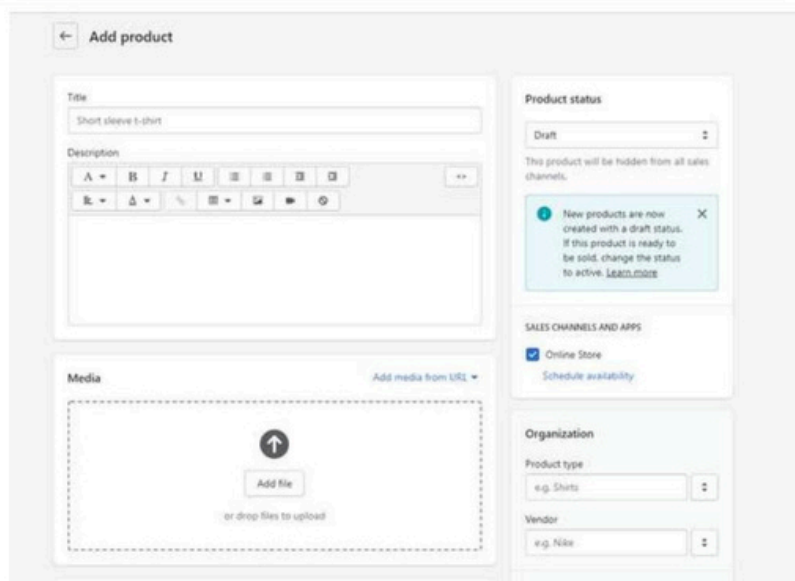 Add product
Title
Short sleeve t-shirt
Description
A
B
I
U
A
Media
Add media from URL
Add file
or drop files to upload
Product status
Draft
This product will be hidden from all sales
channels.
New products are now
created with a draft status.
If this product is ready to
be sold, change the status
to active. Learn more
SALES CHANNELS AND APPS
Online Store
Schedule availability
Organization
Product type
e.g. Shirts
Vendor
e.g. Nike